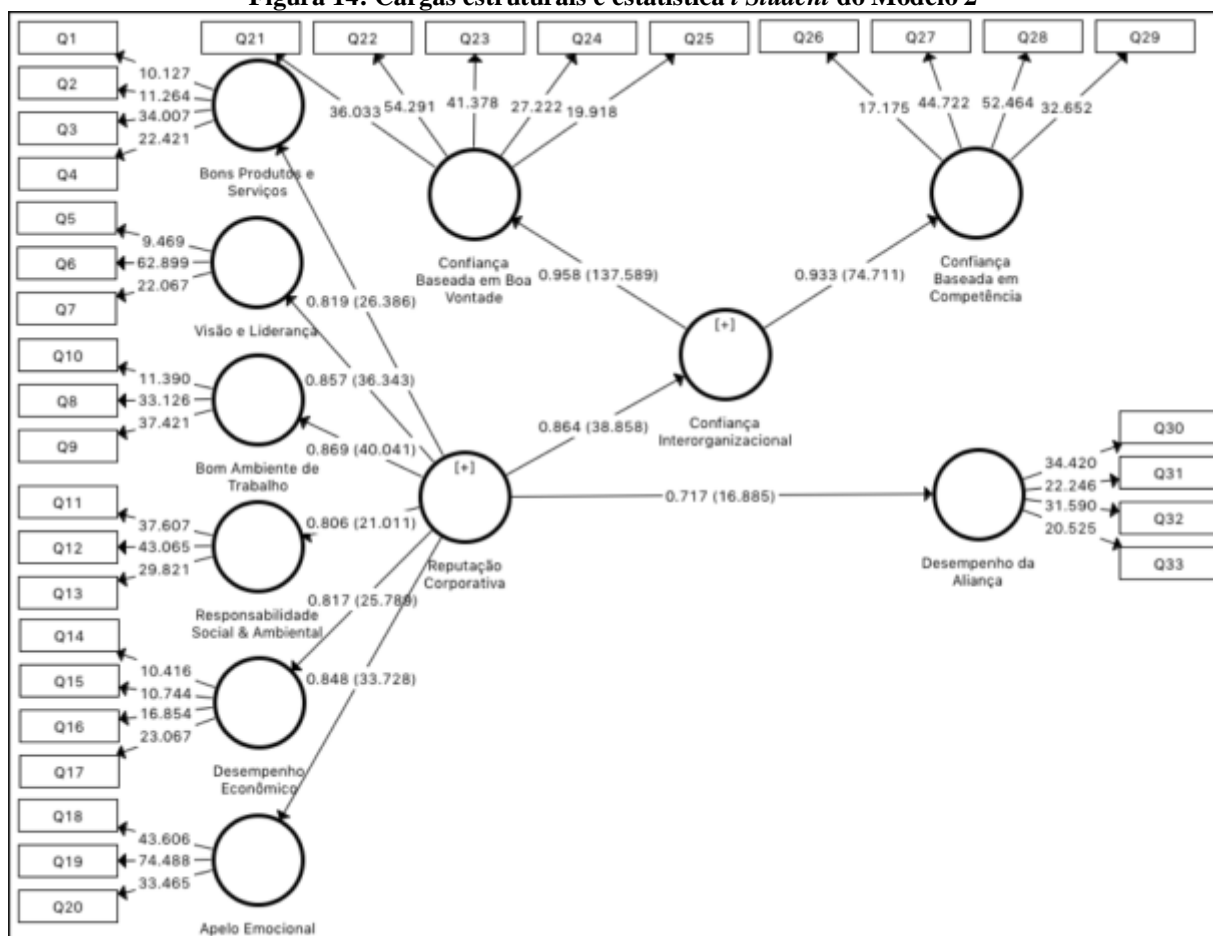 Figura 14: Cargas estruturais e estatística t Student do Modelo 2
Q1
Q2
Q3
Q4
10.127
11.264
34.007
22.421
Bons Produtos e
Serviços
Q21
Q22
Q23
Q24
Q25
36.033
54.291
41.378
27.222
19.918
Confiança
Baseada em Boa
Vontade
Q26
Q27
Q28
Q29
17.175
44.722
52.464
32.652
Confiança
Baseada em
Competência
Q5
Q6
Q7
9.469
62.899
22.067
Visão e Liderança
0.819 (26.386)
0.958 (137.589)
0.933 (74.711)
[+]
Confiança
Interorganizacional
Q10
Q8
Q9
11.390
33.126
37.421
Bom Ambiente de
Trabalho
0.857 (36.343)
0.869 (40.041)
0.864 (38.858)
[+]
Reputação
Corporativa
0.717 (16.885)
Desempenho da
Aliança
34.420
22.246
31.590
20.525
Q30
Q31
Q32
Q33
Q11
Q12
Q13
37.607
43.065
29.821
Responsabilidade
Social & Ambiental
0.806 (21.011)
0.817 (25.789)
Q14
Q15
Q16
Q17
10.416
10.744
16.854
23.067
Desempenho
Econômico
0.848 (33.728)
Q18
Q19
Q20
43.606
74.488
33.465
Apelo Emocional